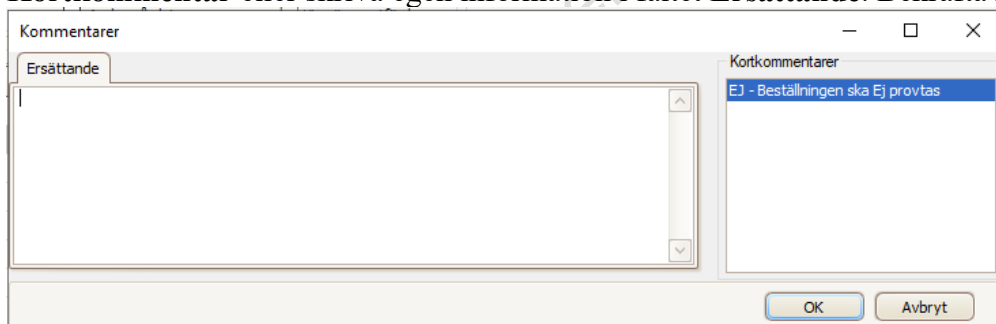 Kommentarer
Ersättande
Kortkommentarer
EJ - Beställningen ska Ej provtas
OK
Avbryt